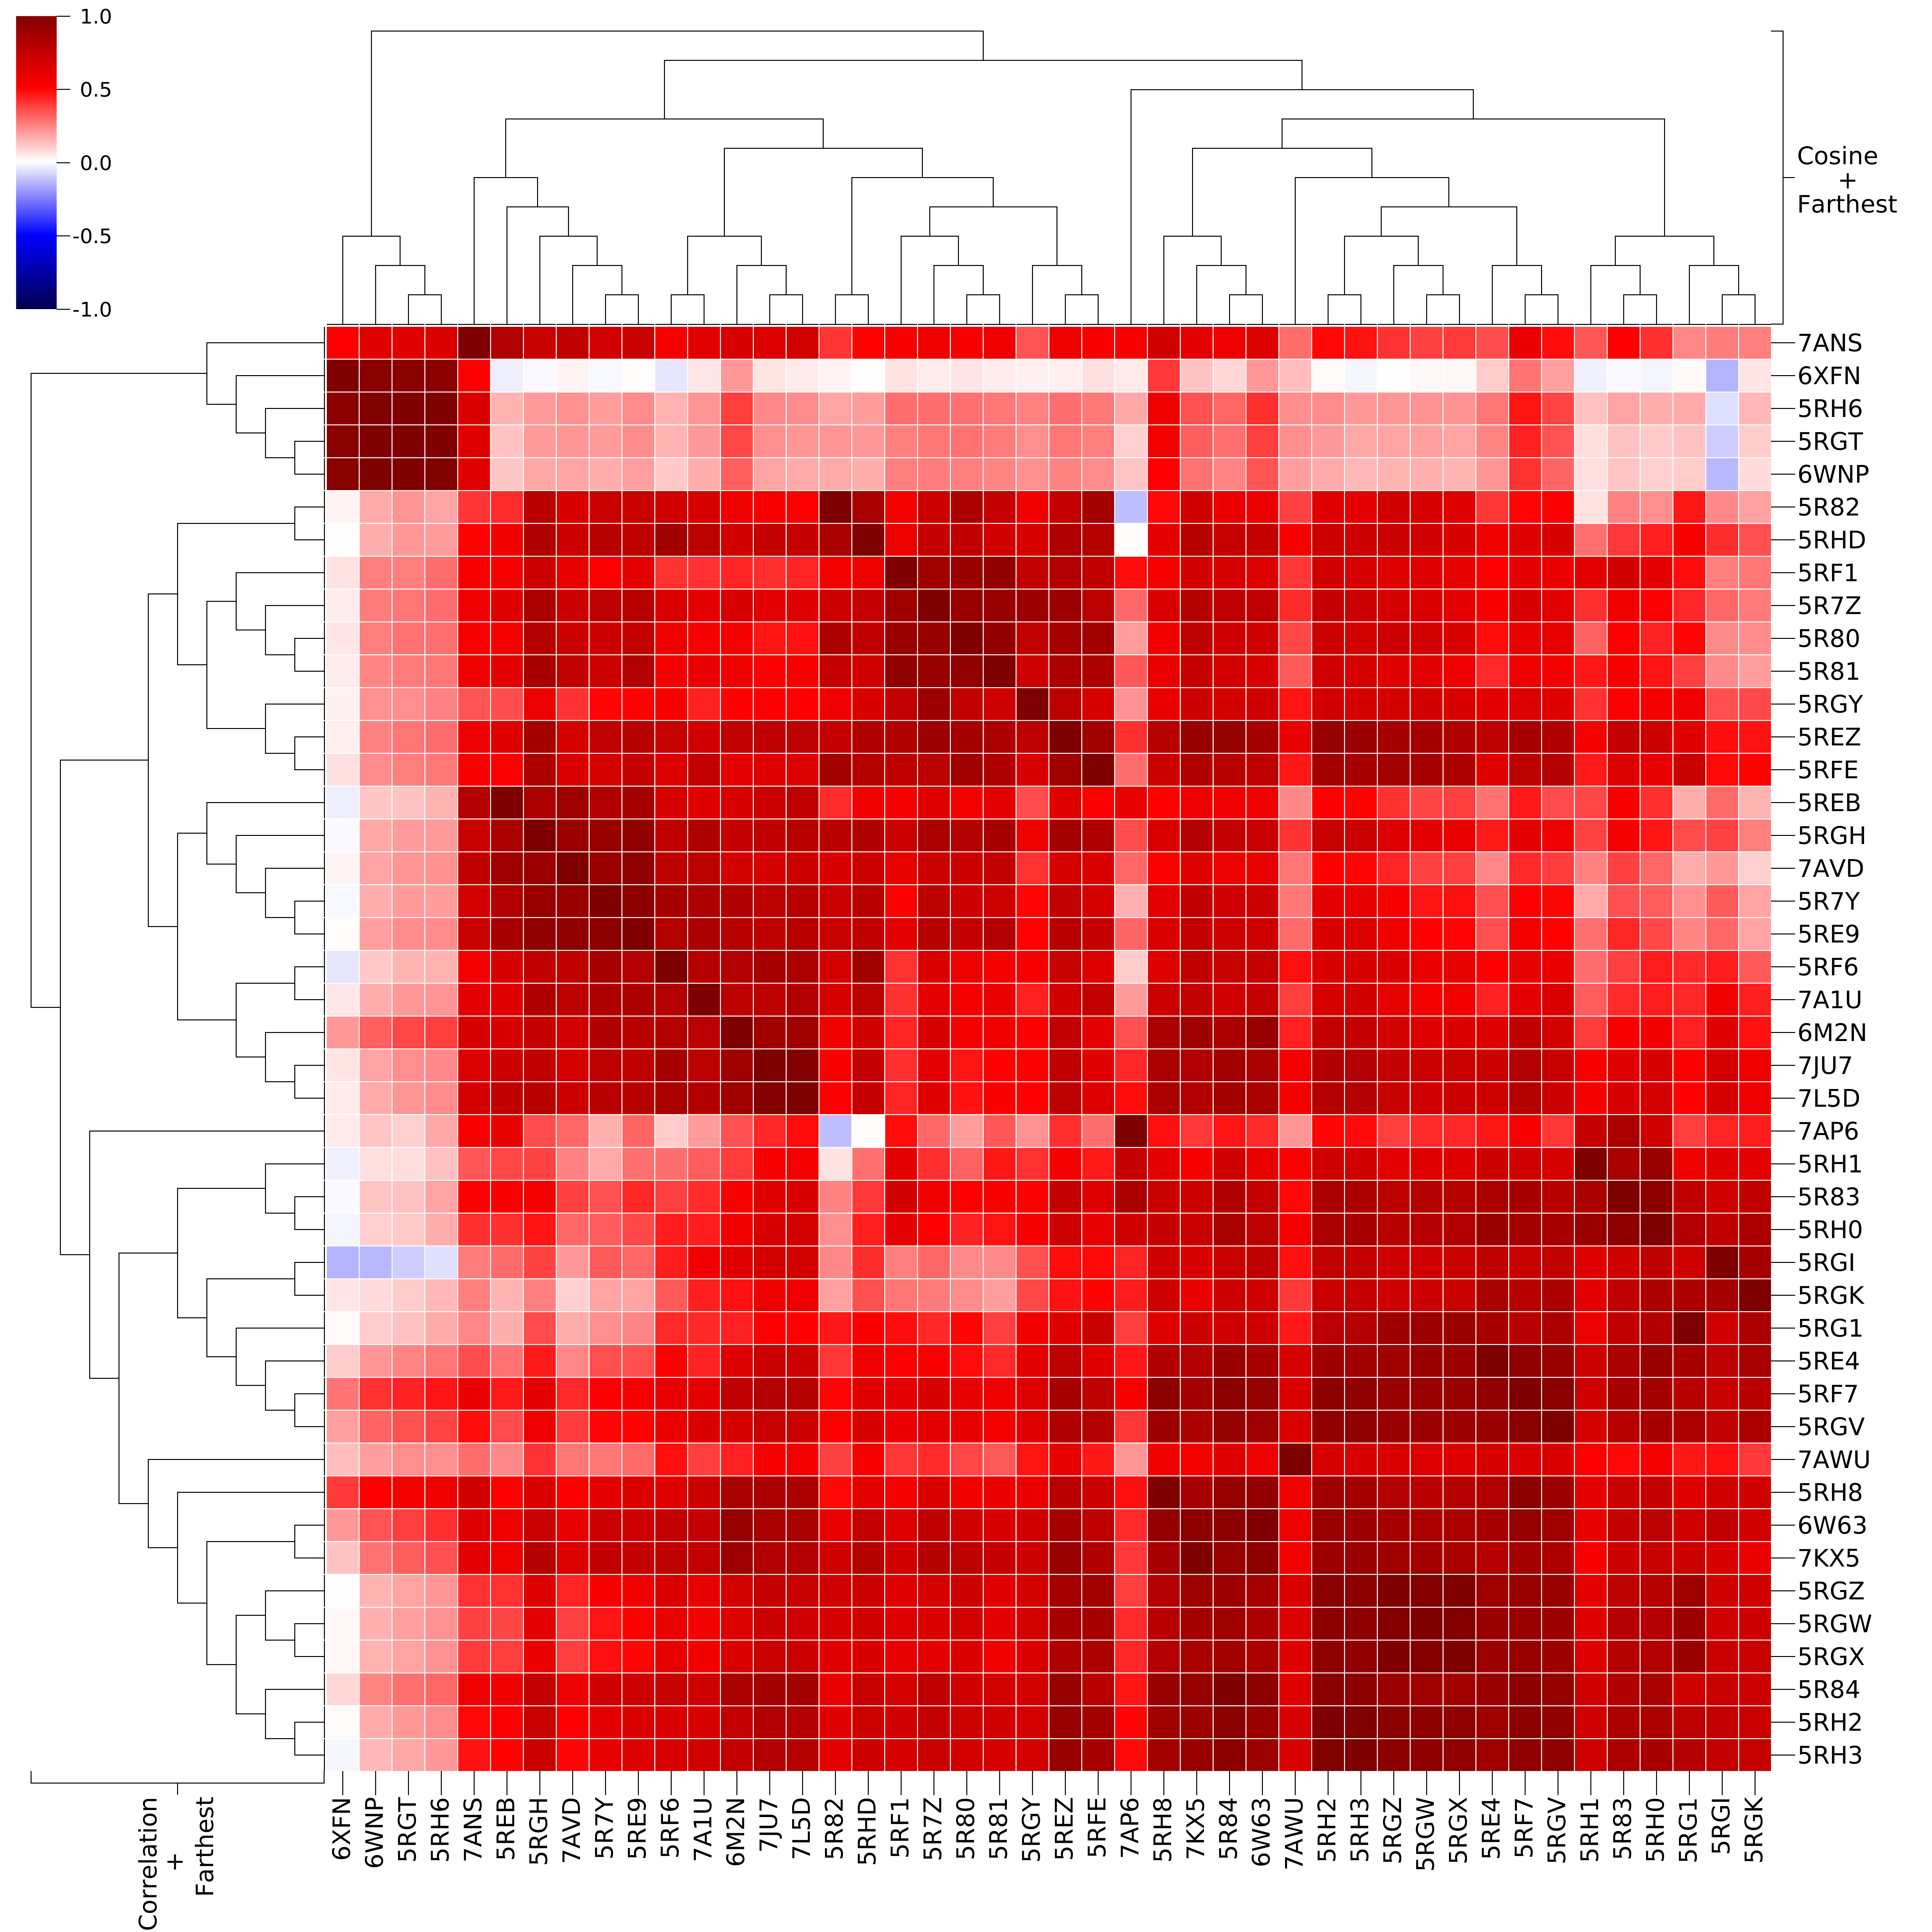 1.0
0.5
0.0
-0.5
-1.0
Cosine
+
Farthest
7ANS
6XFN
5RH6
5RGT
6WNP
5R82
5RHD
5RF1
5R7Z
5R80
5R81
5RGY
5REZ
5RFE
5REB
5RGH
7AVD
5R7Y
5RE9
5RF6
7A1U
6M2N
7JU7
7L5D
7AP6
5RH1
5R83
5RH0
5RGI
5RGK
5RG1
5RE4
5RF7
5RGV
7AWU
5RH8
6W63
7KX5
5RGZ
5RGW
5RGX
5R84
5RH2
5RH3
Correlation
+
Farthest
6XFN
6WNP
5RGT
5RH6
7ANS
5REB
5RGH
7AVD
5R7Y
5RE9
5RF6
7A1U
6M2N
7JU7
7L5D
5R82
5RHD
5RF1
5R7Z
5R80
5R81
5RGY
5REZ
5RFE
7AP6
5RH8
7KX5
5R84
6W63
7AWU
5RH2
5RH3
5RGZ
5RGW
5RGX
5RE4
5RF7
5RGV
5RH1
5R83
5RH0
5RG1
5RGI
5RGK